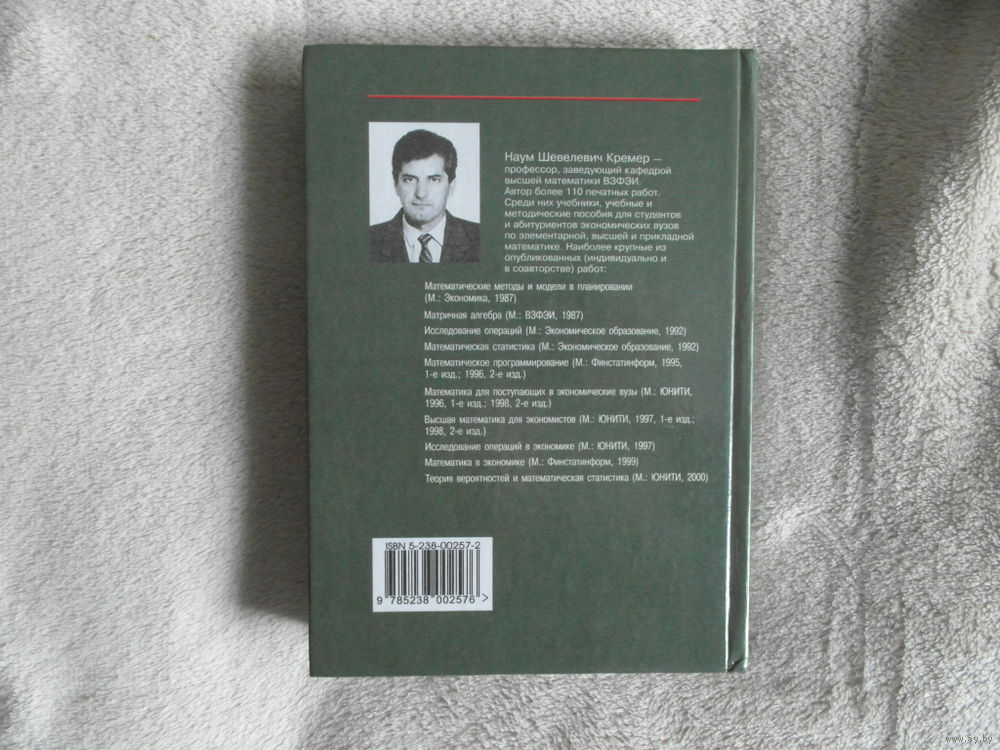 Наум Шевелевич Кремер —
профессор, заведующий кафедрой
высшей математики ВЗФЭИ.
Автор более 110 печатных работ.
Среди них учебники, учебные и
методические пособия для студентов
и абитуриентов экономических вузов
по элементарной, высшей и прикладной
математике. Наиболее крупные из
опубликованных (индивидуально и
в соавторстве) работ:
Математические методы и модели в планировании
(М.: Экономика, 1987)
Матричная алгебра (М.: ВЗФЭИ, 1987)
Исследование операций (М.: Экономическое образование, 1992)
Математическая статистика (М.: Экономическое образование, 1992)
Математическое программирование (М.: Финстатинформ, 1995,
1-е изд.; 1996, 2-е изд.)
Математика для поступающих в экономические вузы (М.: ЮНИТИ,
1996, 1-е изд.; 1998, 2-е изд.)
Высшая математика для экономистов (М.: ЮНИТИ, 1997, 1-е изд.;
1998, 2-е изд.)
Исследование операций в экономике (М.: ЮНИТИ, 1997)
Математика в экономике (М.: Финстатинформ, 1999)
Теория вероятностей и математическая статистика (М.: ЮНИТИ, 2000)
ISBN 5-238-00257-2
9 785238 002576 >
www.ay.by